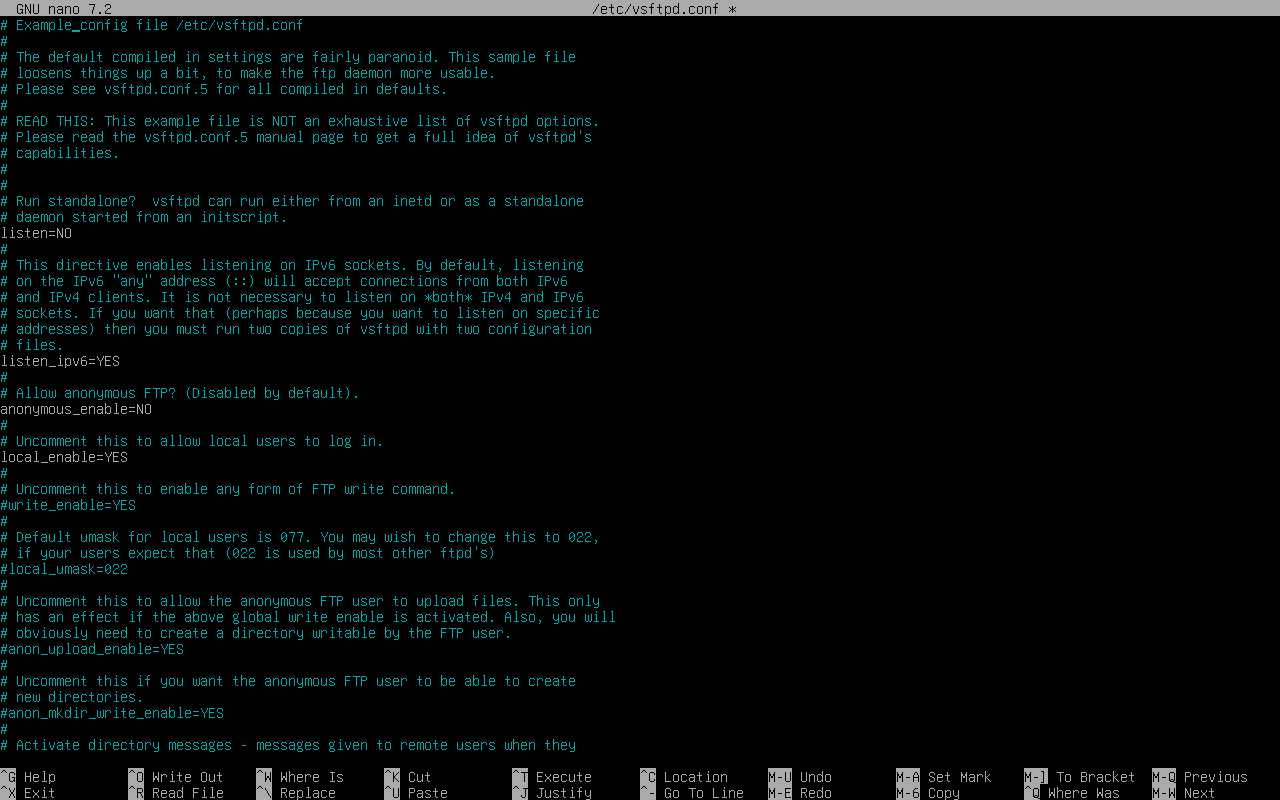 GNU nano 7.2 /etc/vsftpd.conf *
# Example_config file /etc/vsftpd.conf
#
# The default compiled in settings are fairly paranoid. This sample file
# loosens things up a bit, to make the ftp daemon more usable.
# Please see vsftpd.conf.5 for all compiled in defaults.
#
# READ THIS: This example file is NOT an exhaustive list of vsftpd options.
# Please read the vsftpd.conf.5 manual page to get a full idea of vsftpd's
# capabilities.
#
#
# Run standalone?  vsftpd can run either from an inetd or as a standalone
# daemon started from an initscript.
listen=NO
#
# This directive enables listening on IPv6 sockets. By default, listening
# on the IPv6 "any" address (::) will accept connections from both IPv6
# and IPv4 clients. It is not necessary to listen on *both* IPv4 and IPv6
# sockets. If you want that (perhaps because you want to listen on specific
# addresses) then you must run two copies of vsftpd with two configuration
# files.
listen_ipv6=YES
#
# Allow anonymous FTP? (Disabled by default).
anonymous_enable=NO
#
# Uncomment this to allow local users to log in.
local_enable=YES
#
# Uncomment this to enable any form of FTP write command.
#write_enable=YES
#
# Default umask for local users is 077. You may wish to change this to 022,
# if your users expect that (022 is used by most other ftpd's)
#local_umask=022
#
# Uncomment this to allow the anonymous FTP user to upload files. This only
# has an effect if the above global write enable is activated. Also, you will
# obviously need to create a directory writable by the FTP user.
#anon_upload_enable=YES
#
# Uncomment this if you want the anonymous FTP user to be able to create
# new directories.
#anon_mkdir_write_enable=YES
#
# Activate directory messages - messages given to remote users when they
^G Help ^O Write Out ^W Where Is ^K Cut ^T Execute ^C Location M-U Undo M-A Set Mark M-] To Bracket M-Q Previous
^X Exit ^R Read File ^\ Replace ^U Paste ^J Justify ^- Go To Line M-E Redo M-6 Copy ^Q Where Was M-W Next